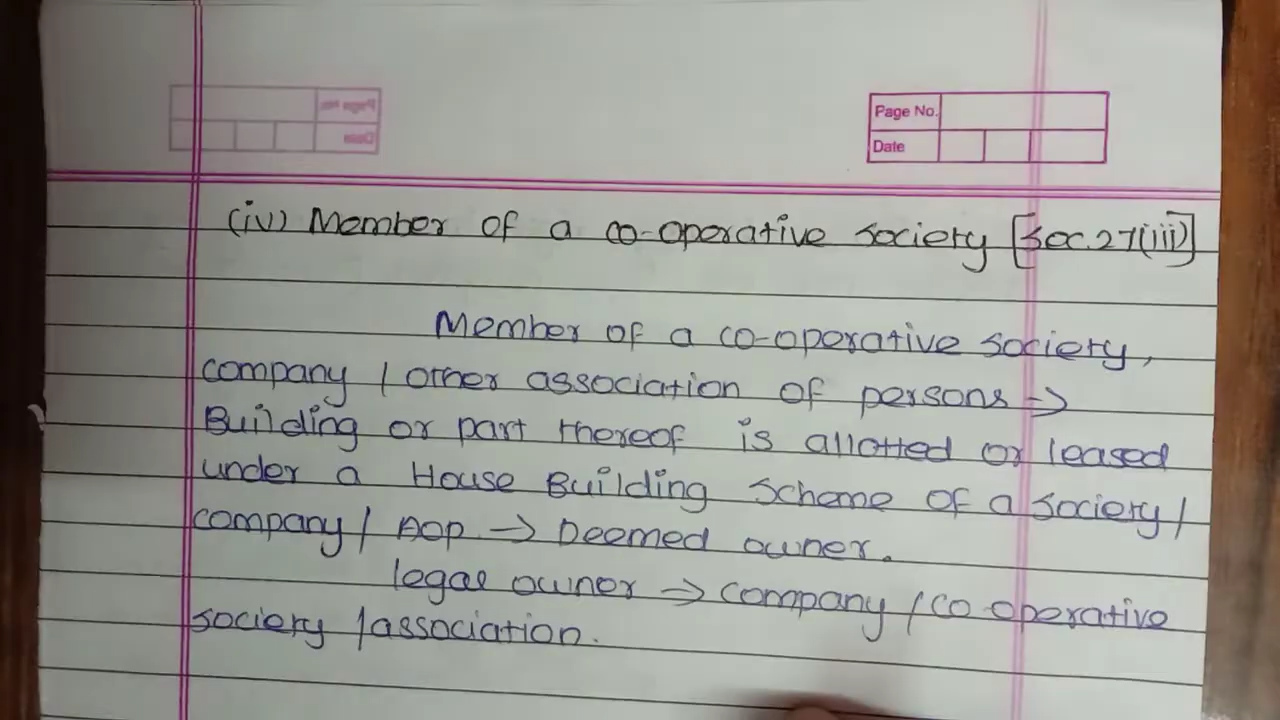 Page No.
Date
(iv) Member of a co-operative society [Sec.27(iii)]
Member of a co-operative society,
company / other association of persons →
Building or part thereof is allotted or leased
under a House Building Scheme of a society/
company/ AOP → Deemed owner.
legal owner → company / co operative
society /association.